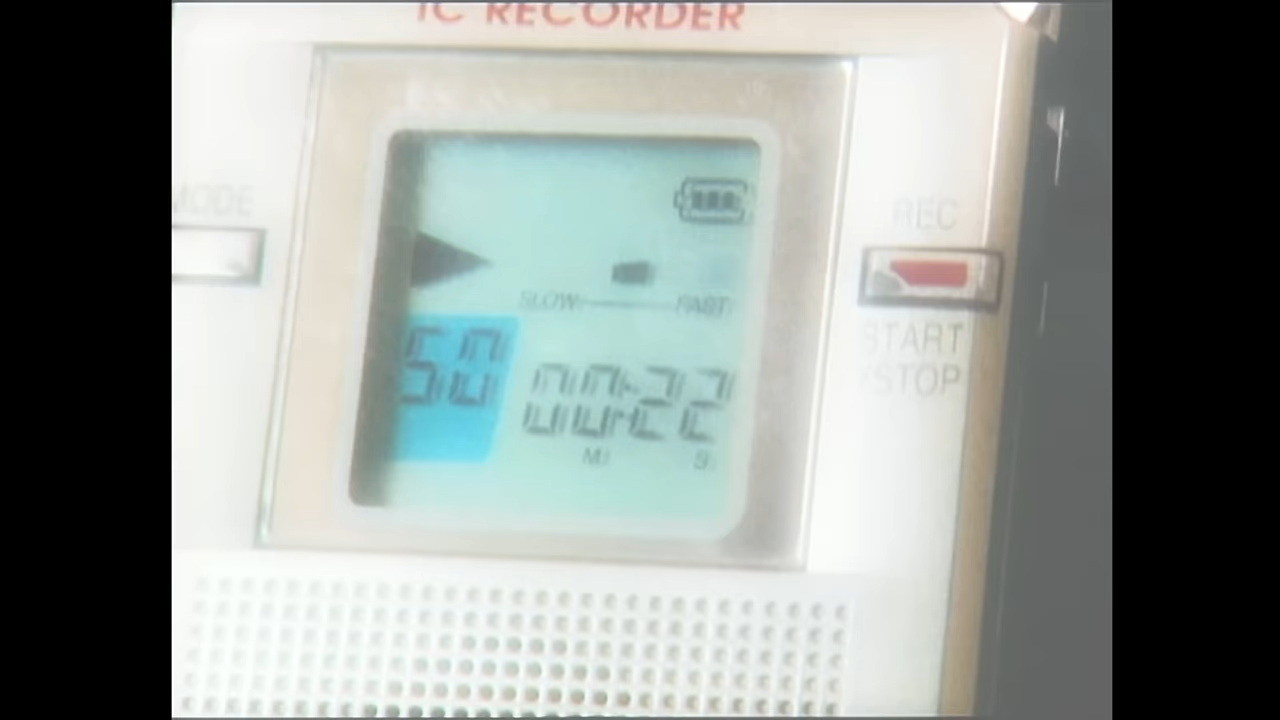 IC RECORDER
MODE
REC
SLOW FAST
START
/STOP
50
00:22
M S